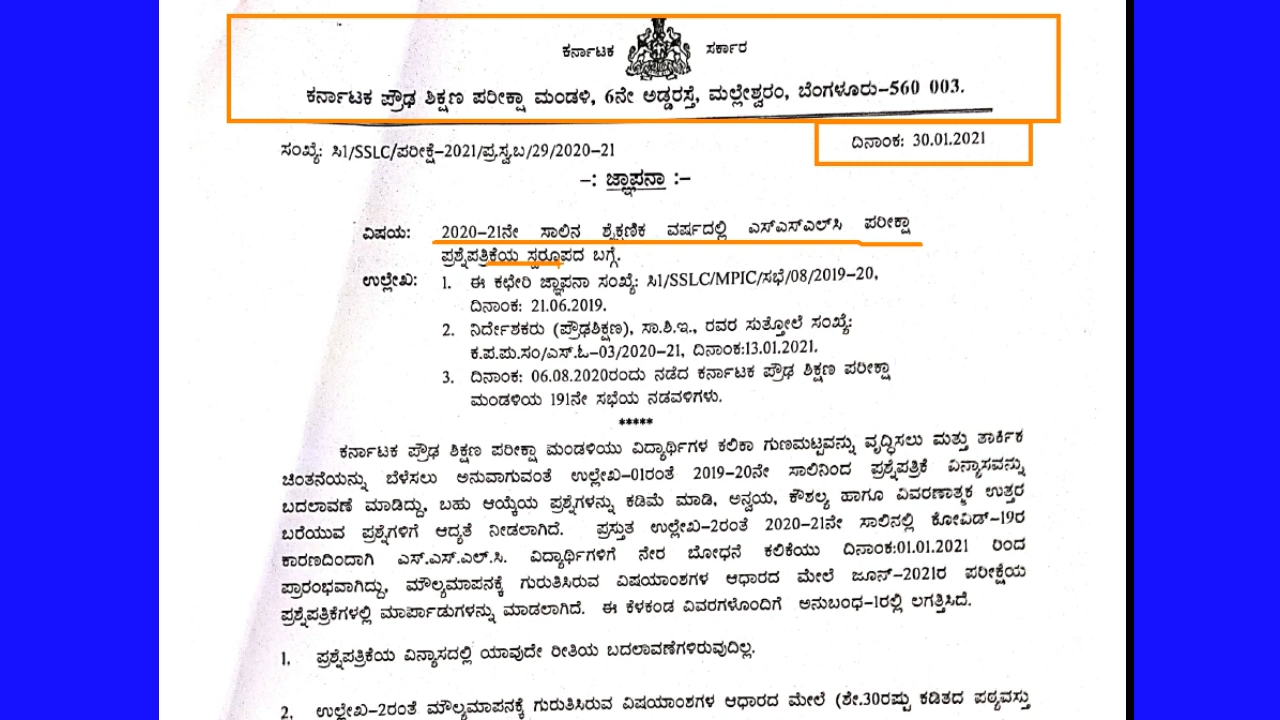 ಕರ್ನಾಟಕ ಸರ್ಕಾರ
ಕರ್ನಾಟಕ ಪ್ರೌಢ ಶಿಕ್ಷಣ ಪರೀಕ್ಷಾ ಮಂಡಳಿ, 6ನೇ ಅಡ್ಡರಸ್ತೆ, ಮಲ್ಲೇಶ್ವರಂ, ಬೆಂಗಳೂರು-560 003.
ಸಂಖ್ಯೆ: ಸಿ1/SSLC/ಪರೀಕ್ಷೆ-2021/ಪ್ರ.ಸ್ವ.ಬ/29/2020-21 ದಿನಾಂಕ: 30.01.2021
-: ಜ್ಞಾಪನಾ :-
ವಿಷಯ: 2020-21ನೇ ಸಾಲಿನ ಶೈಕ್ಷಣಿಕ ವರ್ಷದಲ್ಲಿ ಎಸ್ಎಸ್ಎಲ್‌ಸಿ ಪರೀಕ್ಷಾ
ಪ್ರಶ್ನೆಪತ್ರಿಕೆಯ ಸ್ವರೂಪದ ಬಗ್ಗೆ.
ಉಲ್ಲೇಖ: 1. ಈ ಕಛೇರಿ ಜ್ಞಾಪನಾ ಸಂಖ್ಯೆ: ಸಿ1/SSLC/MPIC/ಸಭೆ/08/2019-20,
ದಿನಾಂಕ: 21.06.2019.
2. ನಿರ್ದೇಶಕರು (ಪ್ರೌಢಶಿಕ್ಷಣ), ಸಾ.ಶಿ.ಇ., ರವರ ಸುತ್ತೋಲೆ ಸಂಖ್ಯೆ:
ಕ.ಪ.ಪು.ಸಂ/ಎಸ್.ಓ-03/2020-21, ದಿನಾಂಕ:13.01.2021.
3. ದಿನಾಂಕ: 06.08.2020ರಂದು ನಡೆದ ಕರ್ನಾಟಕ ಪ್ರೌಢ ಶಿಕ್ಷಣ ಪರೀಕ್ಷಾ
ಮಂಡಳಿಯ 191ನೇ ಸಭೆಯ ನಡವಳಿಗಳು.
*****
ಕರ್ನಾಟಕ ಪ್ರೌಢ ಶಿಕ್ಷಣ ಪರೀಕ್ಷಾ ಮಂಡಳಿಯು ವಿದ್ಯಾರ್ಥಿಗಳ ಕಲಿಕಾ ಗುಣಮಟ್ಟವನ್ನು ವೃದ್ಧಿಸಲು ಮತ್ತು ತಾರ್ಕಿಕ
ಚಿಂತನೆಯನ್ನು ಬೆಳೆಸಲು ಅನುವಾಗುವಂತೆ ಉಲ್ಲೇಖ-01ರಂತೆ 2019-20ನೇ ಸಾಲಿನಿಂದ ಪ್ರಶ್ನೆಪತ್ರಿಕೆ ವಿನ್ಯಾಸವನ್ನು
ಬದಲಾವಣೆ ಮಾಡಿದ್ದು, ಬಹು ಆಯ್ಕೆಯ ಪ್ರಶ್ನೆಗಳನ್ನು ಕಡಿಮೆ ಮಾಡಿ, ಅನ್ವಯ, ಕೌಶಲ್ಯ ಹಾಗೂ ವಿವರಣಾತ್ಮಕ ಉತ್ತರ
ಬರೆಯುವ ಪ್ರಶ್ನೆಗಳಿಗೆ ಆದ್ಯತೆ ನೀಡಲಾಗಿದೆ. ಪ್ರಸ್ತುತ ಉಲ್ಲೇಖ-2ರಂತೆ 2020-21ನೇ ಸಾಲಿನಲ್ಲಿ ಕೋವಿಡ್-19ರ
ಕಾರಣದಿಂದಾಗಿ ಎಸ್.ಎಸ್.ಎಲ್.ಸಿ. ವಿದ್ಯಾರ್ಥಿಗಳಿಗೆ ನೇರ ಬೋಧನೆ ಕಲಿಕೆಯು ದಿನಾಂಕ:01.01.2021 ರಿಂದ
ಪ್ರಾರಂಭವಾಗಿದ್ದು, ಮೌಲ್ಯಮಾಪನಕ್ಕೆ ಗುರುತಿಸಿರುವ ವಿಷಯಾಂಶಗಳ ಆಧಾರದ ಮೇಲೆ ಜೂನ್-2021ರ ಪರೀಕ್ಷೆಯ
ಪ್ರಶ್ನೆಪತ್ರಿಕೆಗಳಲ್ಲಿ ಮಾರ್ಪಾಡುಗಳನ್ನು ಮಾಡಲಾಗಿದೆ. ಈ ಕೆಳಕಂಡ ವಿವರಗಳೊಂದಿಗೆ ಅನುಬಂಧ-1ರಲ್ಲಿ ಲಗತ್ತಿಸಿದೆ.
1. ಪ್ರಶ್ನೆಪತ್ರಿಕೆಯ ವಿನ್ಯಾಸದಲ್ಲಿ ಯಾವುದೇ ರೀತಿಯ ಬದಲಾವಣೆಗಳಿರುವುದಿಲ್ಲ.
2. ಉಲ್ಲೇಖ-2ರಂತೆ ಮೌಲ್ಯಮಾಪನಕ್ಕೆ ಗುರುತಿಸಿರುವ ವಿಷಯಾಂಶಗಳ ಆಧಾರದ ಮೇಲೆ (ಶೇ.30ರಷ್ಟು ಕಡಿತದ ಪಠ್ಯವಸ್ತು